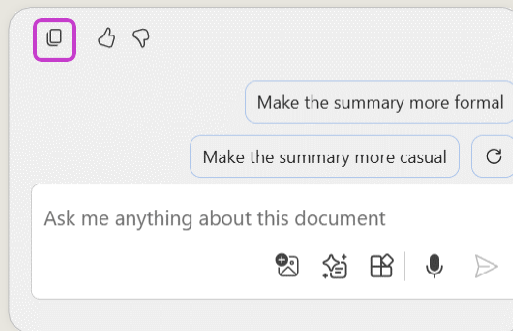 Make the summary more formal
Make the summary more casual
Ask me anything about this document